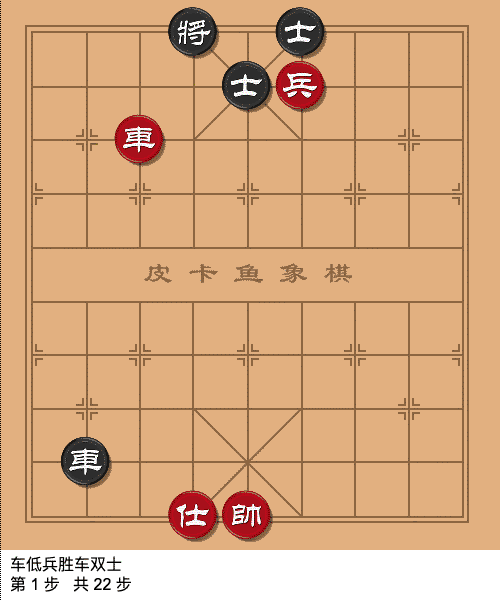 將 士
士 兵
車
皮卡鱼象棋
車
仕 帥
车低兵胜车双士
第 1 步 共 22 步